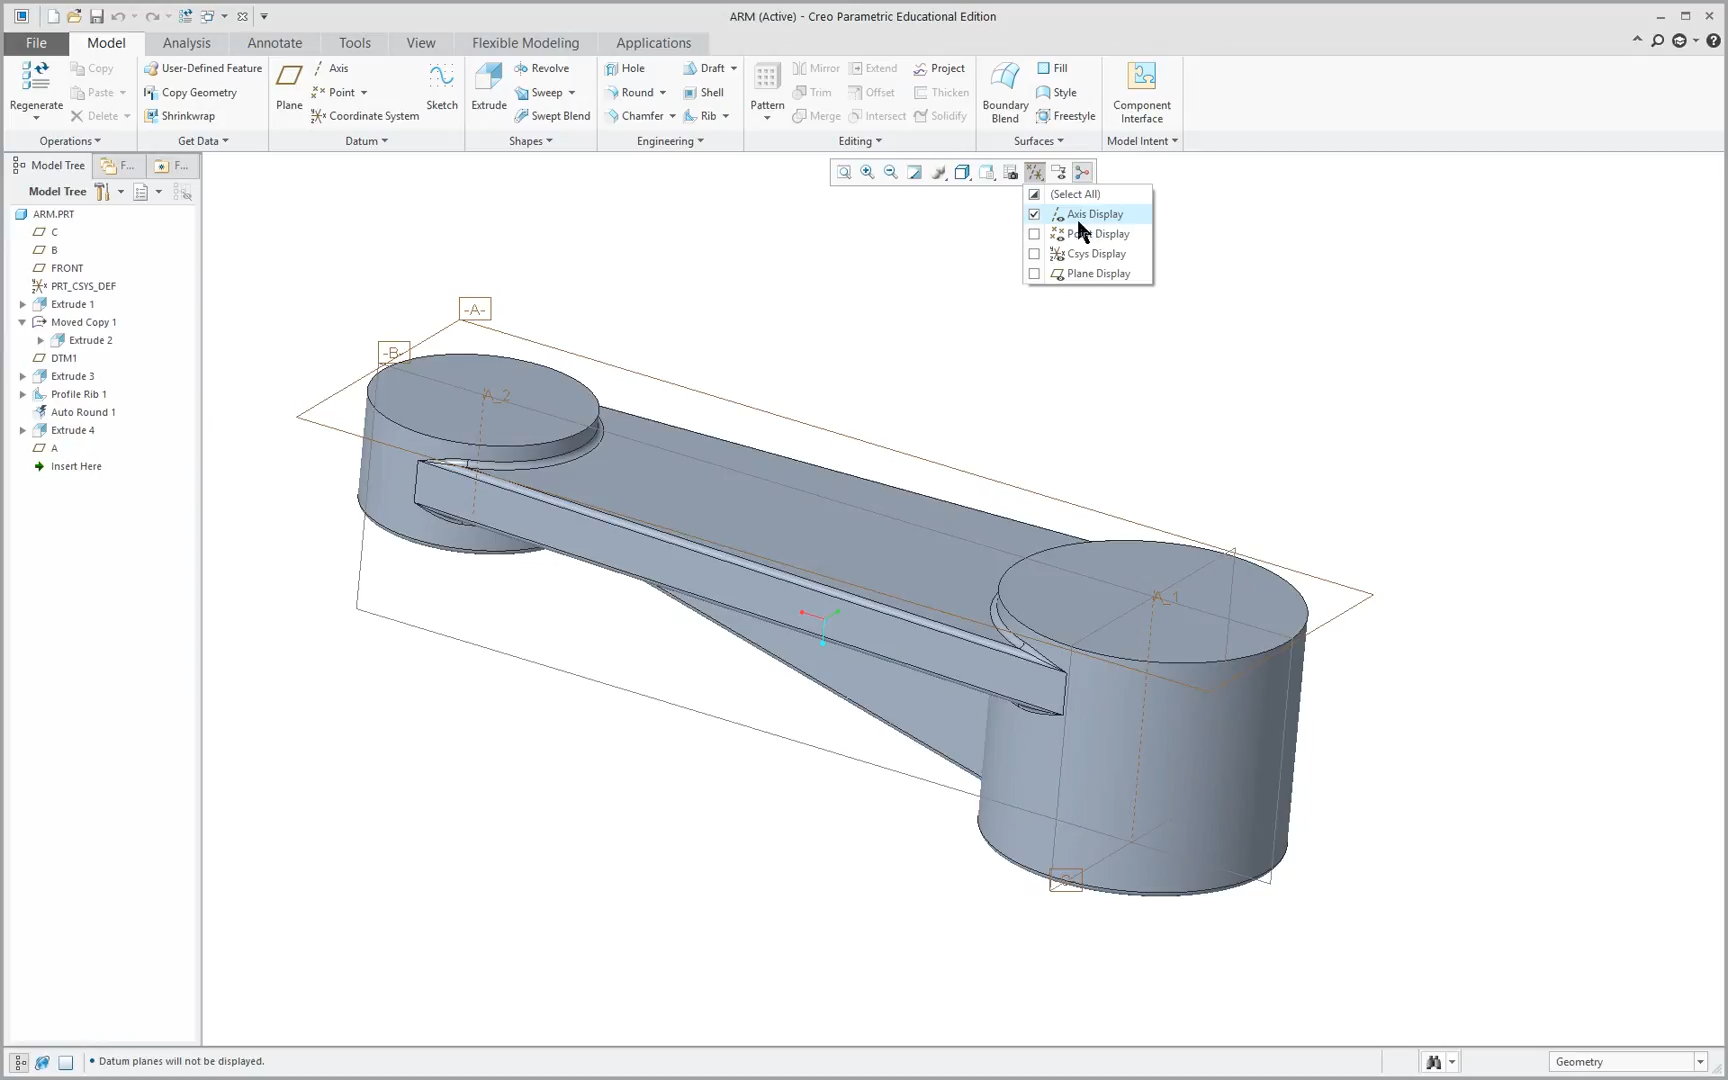 ARM (Active) - Creo Parametric Educational Edition
File
Model
Analysis
Annotate
Tools
View
Flexible Modeling
Applications
Regenerate
Copy
Paste
Delete
Operations
User-Defined Feature
Copy Geometry
Shrinkwrap
Get Data
Plane
Axis
Point
Coordinate System
Sketch
Datum
Extrude
Revolve
Sweep
Swept Blend
Shapes
Hole
Round
Chamfer
Draft
Shell
Rib
Engineering
Pattern
Mirror
Trim
Merge
Extend
Offset
Intersect
Project
Thicken
Solidify
Editing
Boundary
Blend
Fill
Style
Freestyle
Surfaces
Component
Interface
Model Intent
Model Tree
F...
F...
Model Tree
ARM.PRT
C
B
FRONT
PRT_CSYS_DEF
Extrude 1
Moved Copy 1
Extrude 2
DTM1
Extrude 3
Profile Rib 1
Auto Round 1
Extrude 4
A
Insert Here
(Select All)
Axis Display
Display
Csys Display
Plane Display
-A-
-B-
A_2
A_1
Datum planes will not be displayed.
Geometry